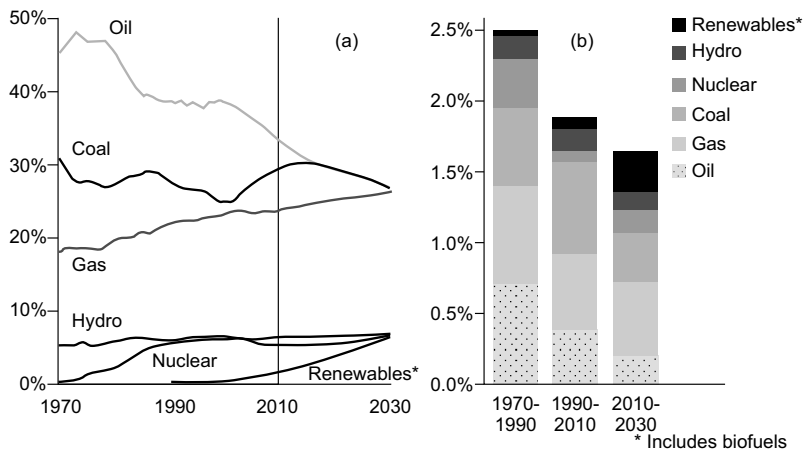 50%
40%
30%
20%
10%
0%
Oil
(a)
Coal
Gas
Hydro
Nuclear
Renewables*
1970
1990
2010
2030
2.5%
2.0%
1.5%
1.0%
0.5%
0.0%
(b)
Renewables*
Hydro
Nuclear
Coal
Gas
Oil
1970-
1990
1990-
2010
2010-
2030
* Includes biofuels